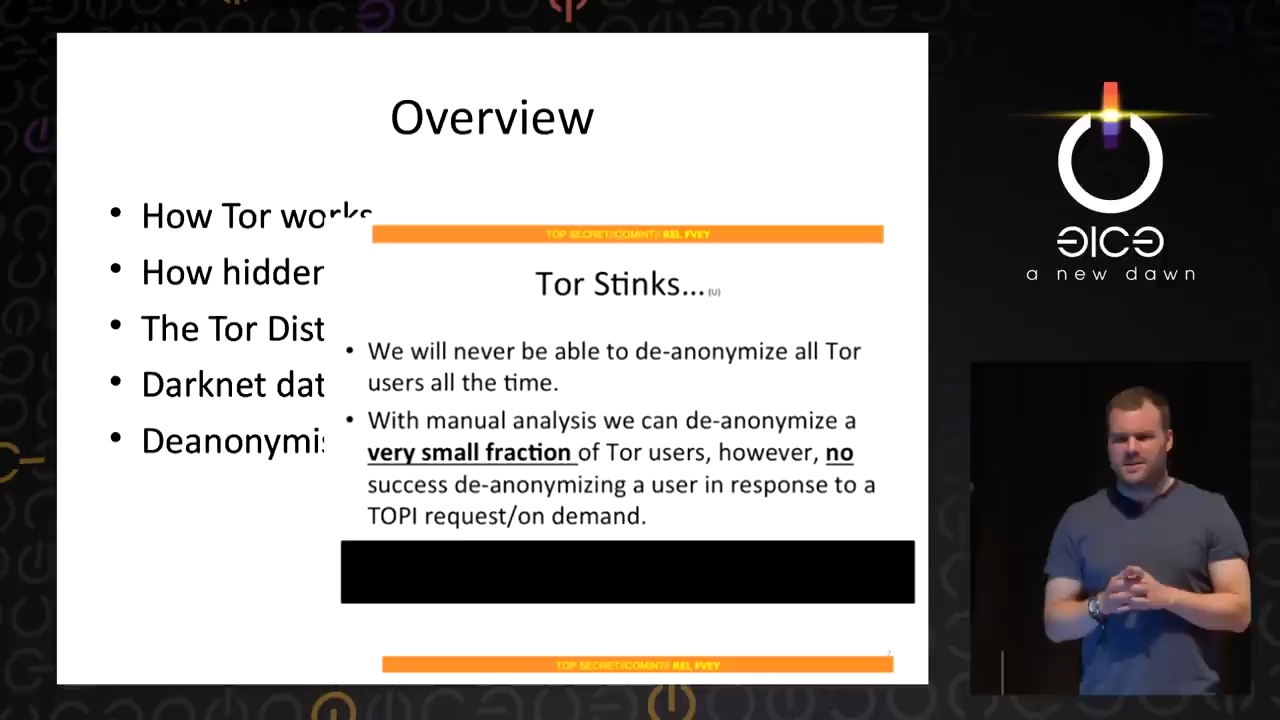 Overview
• How Tor works
• How hidden
• The Tor Dist
• Darknet dat
• Deanonymis
TOP SECRET//COMINT// REL FVEY
Tor Stinks... (U)
• We will never be able to de-anonymize all Tor
users all the time.
• With manual analysis we can de-anonymize a
very small fraction of Tor users, however, no
success de-anonymizing a user in response to a
TOPI request/on demand.
2
TOP SECRET//COMINT// REL FVEY
31C3
a new dawn